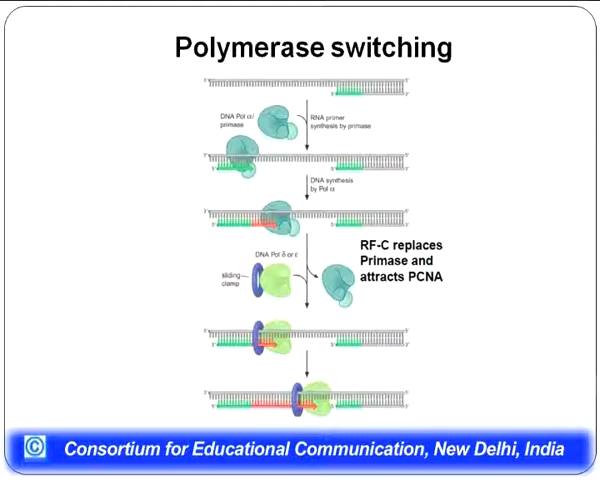 Polymerase switching
DNA Pol α/
primase
RNA primer
synthesis by primase
DNA synthesis
by Pol α
RF-C replaces
Primase and
attracts PCNA
DNA Pol δ or ε
sliding
clamp
© Consortium for Educational Communication, New Delhi, India